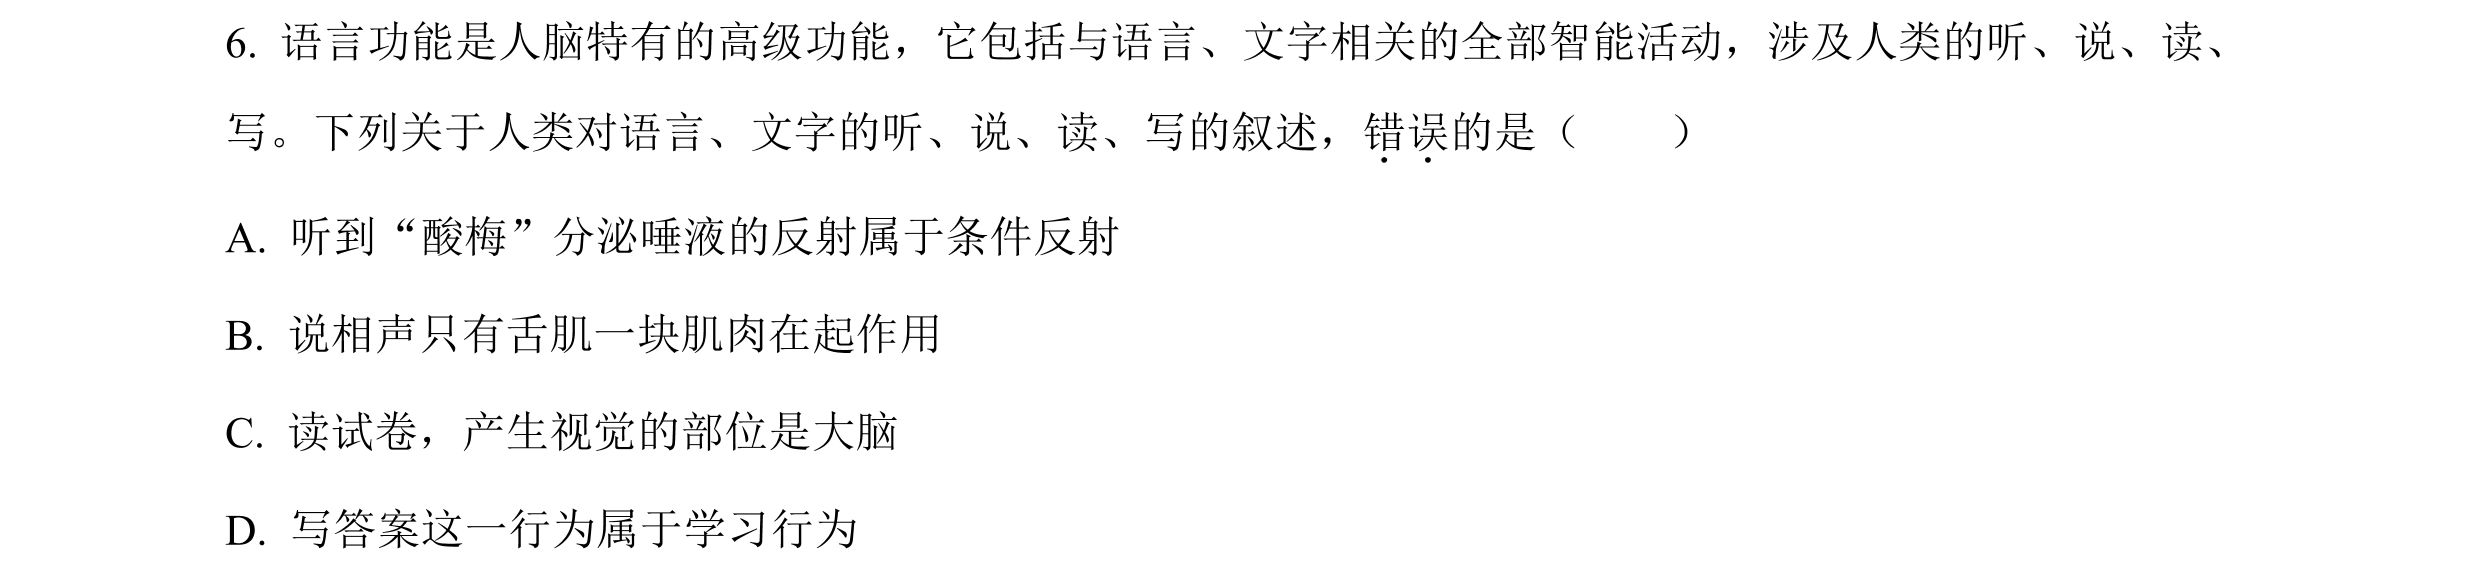 6. 语言功能是人脑特有的高级功能，它包括与语言、文字相关的全部智能活动，涉及人类的听、说、读、
写。下列关于人类对语言、文字的听、说、读、写的叙述，错误的是（　　）
A. 听到“酸梅”分泌唾液的反射属于条件反射
B. 说相声只有舌肌一块肌肉在起作用
C. 读试卷，产生视觉的部位是大脑
D. 写答案这一行为属于学习行为